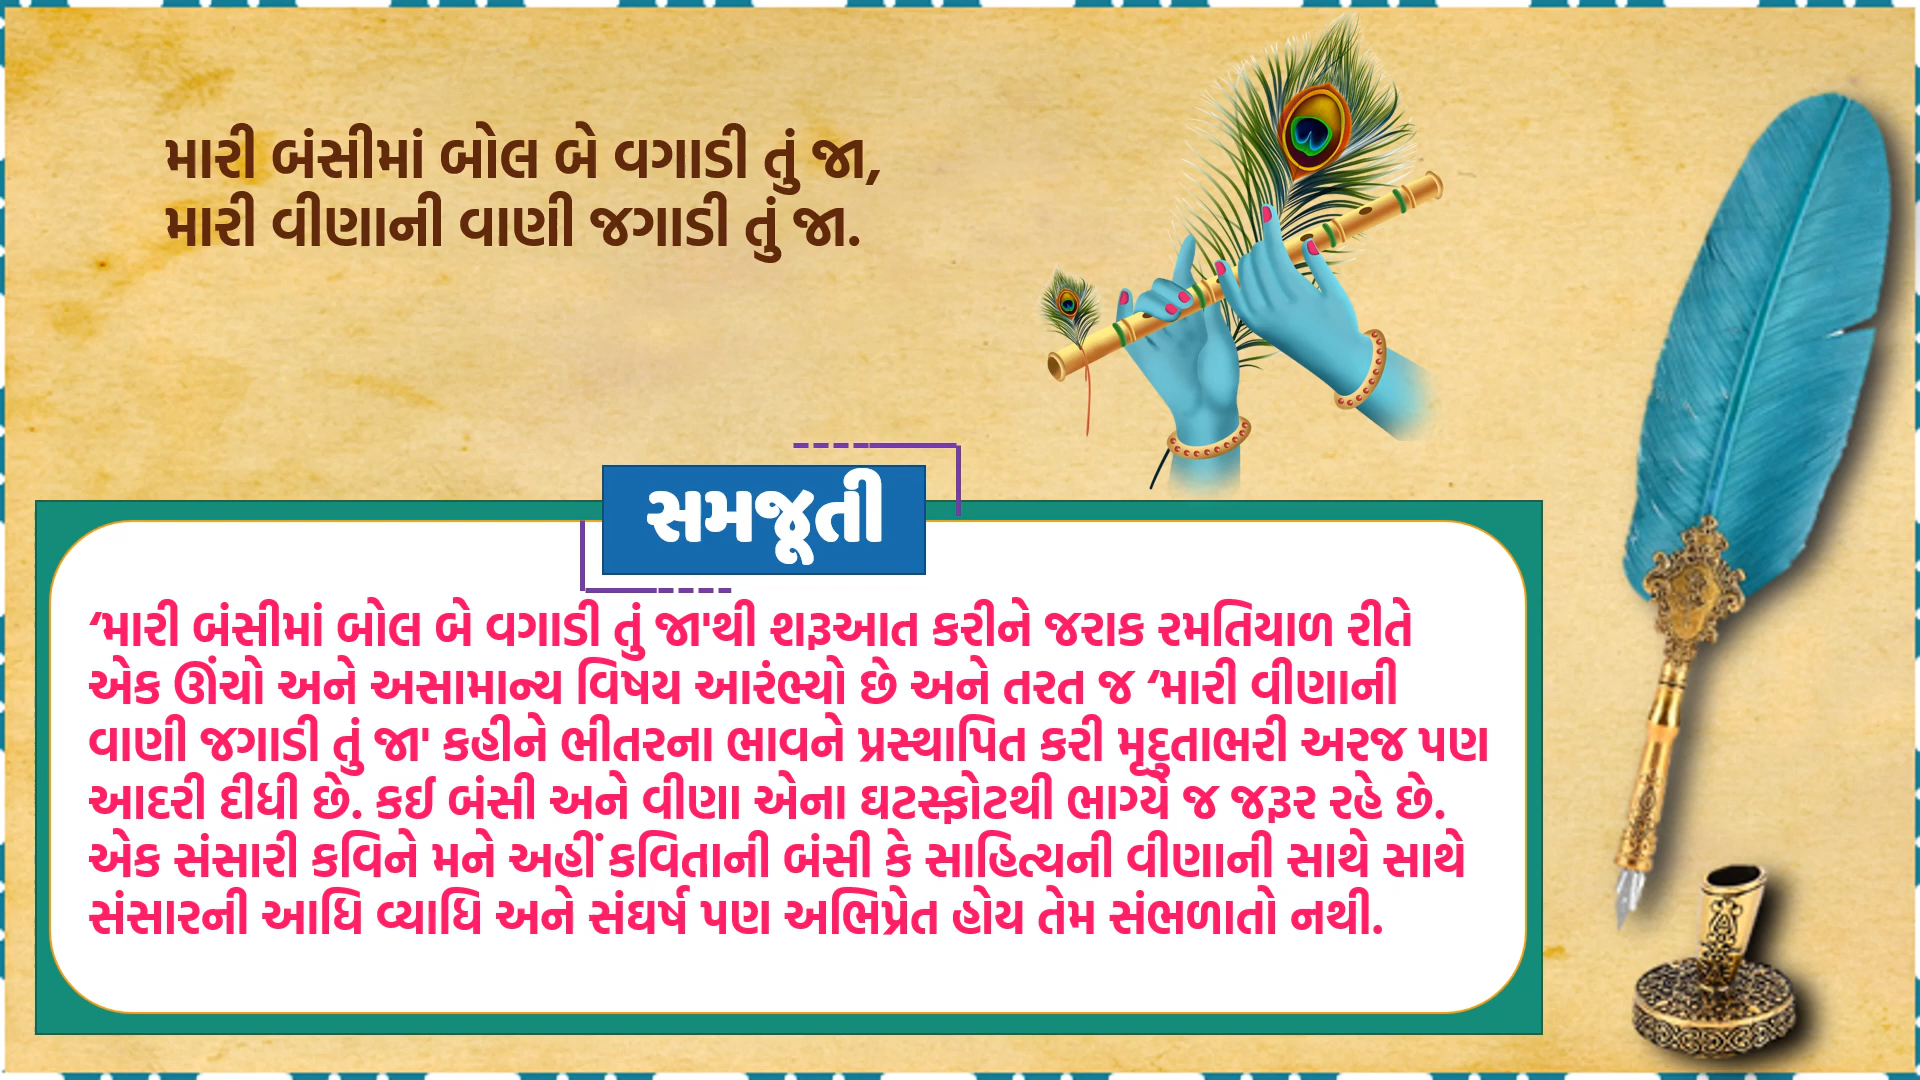 મારી બંસીમાં બોલ બે વગાડી તું જા,
મારી વીણાની વાણી જગાડી તું જા.
સમજૂતી
‘મારી બંસીમાં બોલ બે વગાડી તું જા'થી શરૂઆત કરીને જરાક રમતિયાળ રીતે
એક ઊંચો અને અસામાન્ય વિષય આરંભ્યો છે અને તરત જ ‘મારી વીણાની
વાણી જગાડી તું જા' કહીને ભીતરના ભાવને પ્રસ્થાપિત કરી મૃદુતાભરી અરજ પણ
આદરી દીધી છે. કઈ બંસી અને વીણા એના ઘટસ્ફોટથી ભાગ્યે જ જરૂર રહે છે.
એક સંસારી કવિને મને અહીં કવિતાની બંસી કે સાહિત્યની વીણાની સાથે સાથે
સંસારની આધિ વ્યાધિ અને સંઘર્ષ પણ અભિપ્રેત હોય તેમ સંભળાતો નથી.